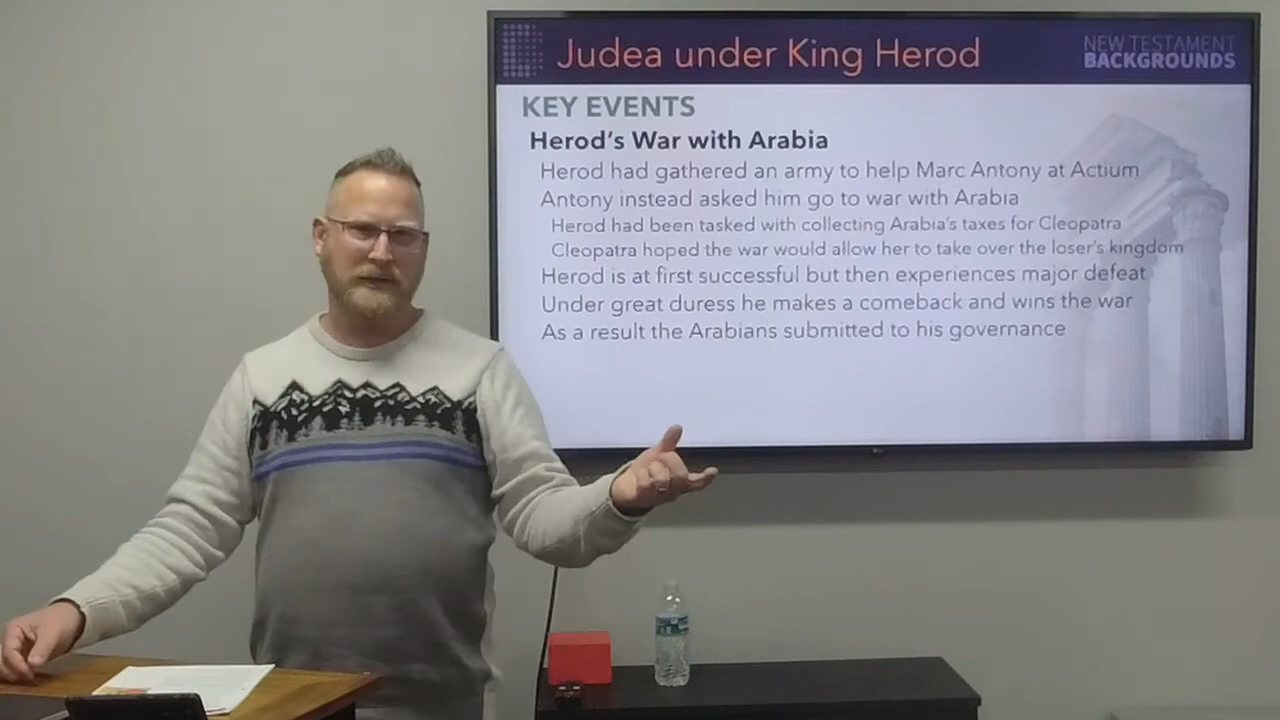 Judea under King Herod
NEW TESTAMENT
BACKGROUNDS
KEY EVENTS
Herod's War with Arabia
Herod had gathered an army to help Marc Antony at Actium
Antony instead asked him go to war with Arabia
Herod had been tasked with collecting Arabia's taxes for Cleopatra
Cleopatra hoped the war would allow her to take over the loser's kingdom
Herod is at first successful but then experiences major defeat
Under great duress he makes a comeback and wins the war
As a result the Arabians submitted to his governance